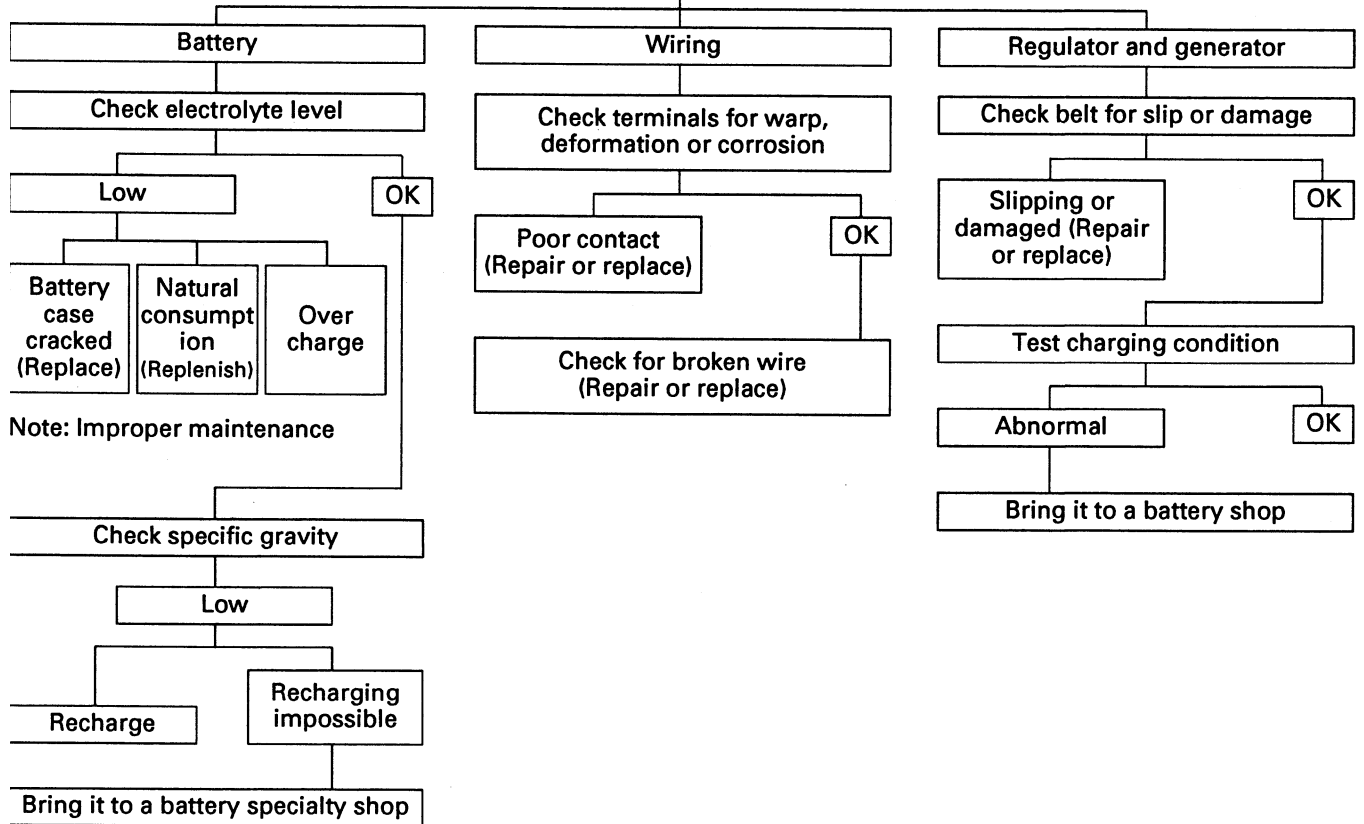 Battery
Check electrolyte level
Low
OK
Battery
case
cracked
(Replace)
Natural
consumpt
ion
(Replenish)
Over
charge
Note: Improper maintenance
Check specific gravity
Low
Recharge
Recharging
impossible
Bring it to a battery specialty shop
Wiring
Check terminals for warp,
deformation or corrosion
Poor contact
(Repair or replace)
OK
Check for broken wire
(Repair or replace)
Regulator and generator
Check belt for slip or damage
Slipping or
damaged (Repair
or replace)
OK
Test charging condition
Abnormal
OK
Bring it to a battery shop